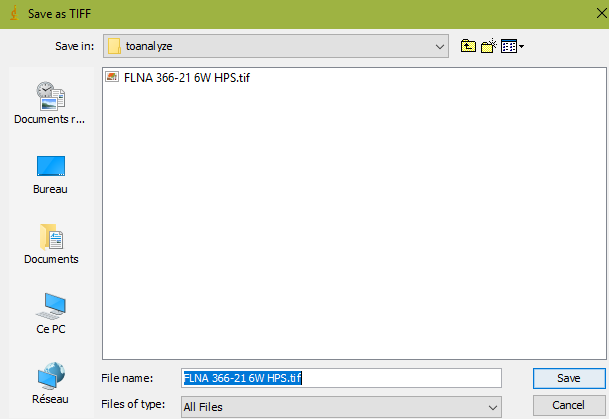 Save as TIFF
Save in: toanalyze
FLNA 366-21 6W HPS.tif
Documents r...
Bureau
Documents
Ce PC
Réseau
File name: FLNA 366-21 6W HPS.tif Save
Files of type: All Files Cancel